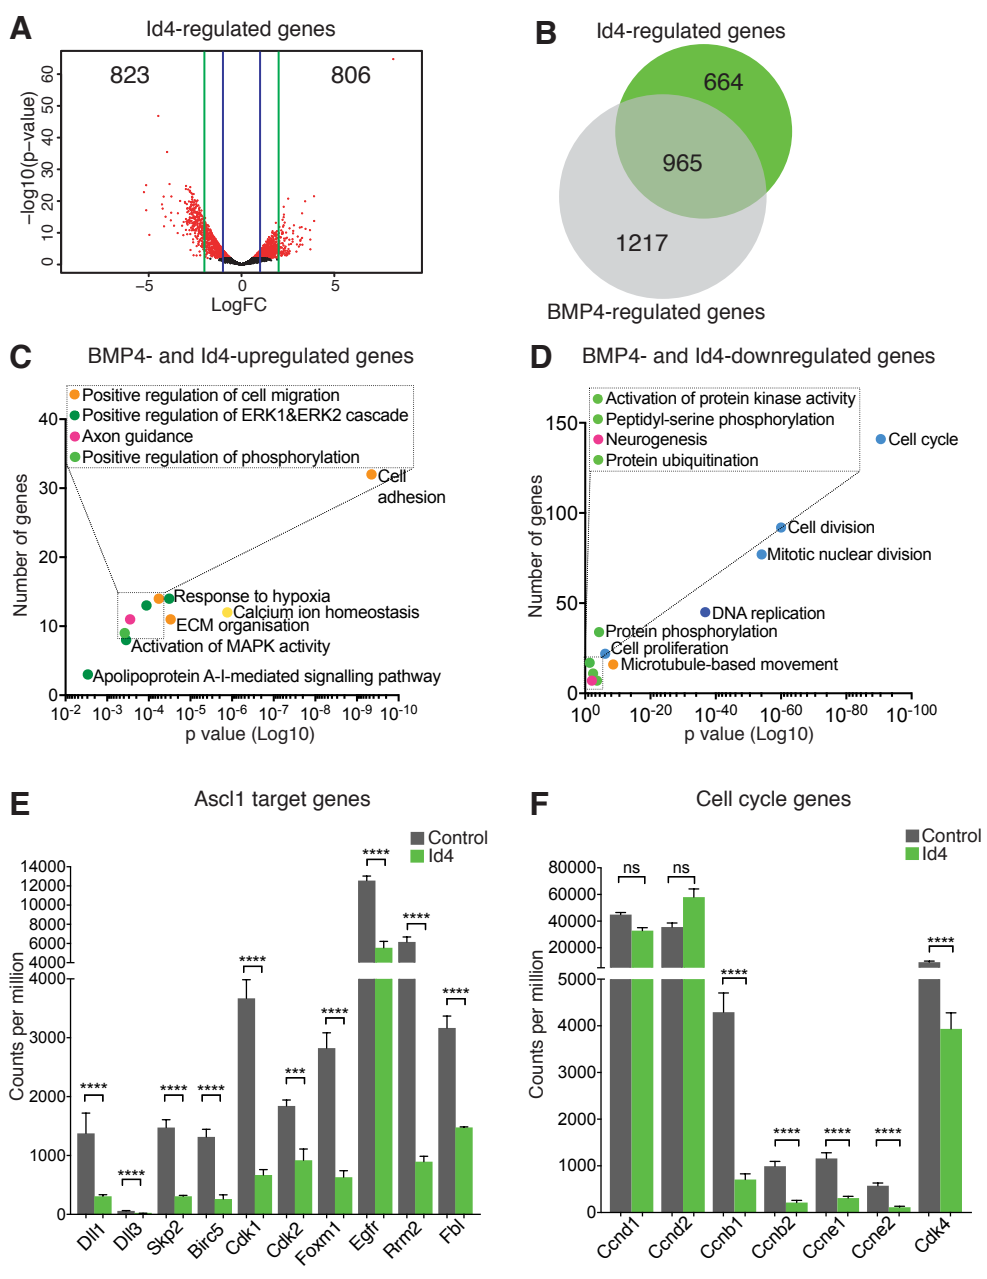 A
Id4-regulated genes
823
806
60
50
40
30
20
10
0
−log10(p−value)
−5
0
5
LogFC
B
Id4-regulated genes
664
965
1217
BMP4-regulated genes
C
BMP4- and Id4-upregulated genes
Positive regulation of cell migration
Positive regulation of ERK1&ERK2 cascade
Axon guidance
Positive regulation of phosphorylation
Cell
adhesion
Response to hypoxia
Calcium ion homeostasis
ECM organisation
Activation of MAPK activity
Apolipoprotein A-I-mediated signalling pathway
40
30
20
10
0
Number of genes
10-2 10-3 10-4 10-5 10-6 10-7 10-8 10-9 10-10
p value (Log10)
D
BMP4- and Id4-downregulated genes
Activation of protein kinase activity
Peptidyl-serine phosphorylation
Neurogenesis
Protein ubiquitination
Cell cycle
Cell division
Mitotic nuclear division
DNA replication
Protein phosphorylation
Cell proliferation
Microtubule-based movement
150
100
50
0
Number of genes
100 10-20 10-40 10-60 10-80 10-100
p value (Log10)
E
Ascl1 target genes
Control
Id4
14000
12000
10000
8000
6000
4000
4000
3000
2000
1000
0
Counts per million
****
****
****
****
****
***
****
****
****
****
Dll1
Dll3
Skp2
Birc5
Cdk1
Cdk2
Foxm1
Egfr
Rrm2
Fbl
F
Cell cycle genes
Control
Id4
80000
60000
40000
20000
5000
4000
3000
2000
1000
0
Counts per million
ns
ns
****
****
****
****
****
Ccnd1
Ccnd2
Ccnb1
Ccnb2
Ccne1
Ccne2
Cdk4